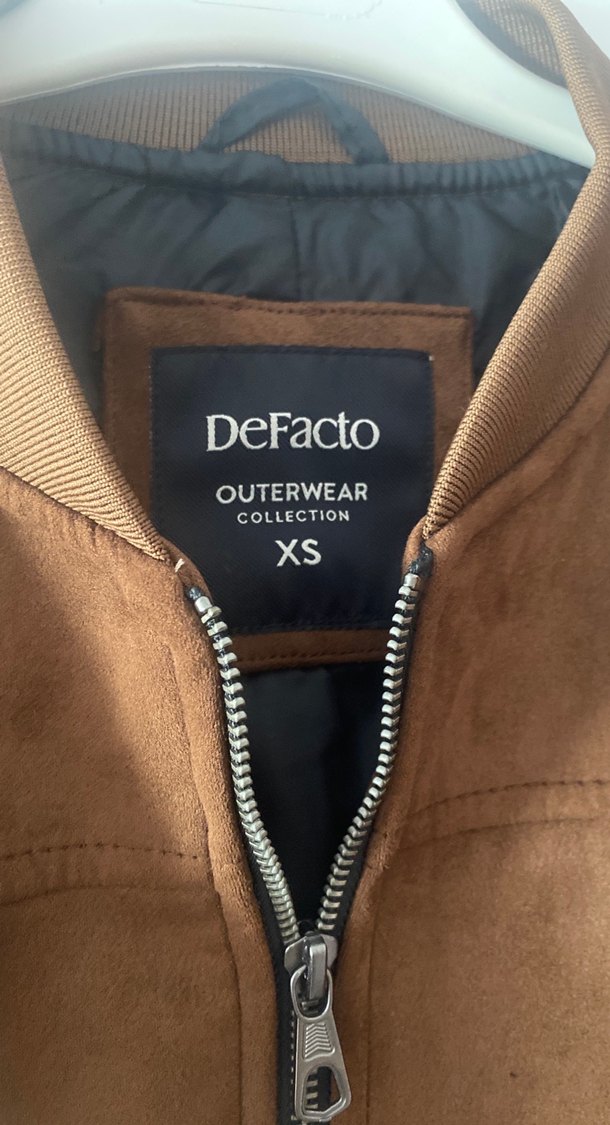 DeFacto
OUTERWEAR
COLLECTION
XS